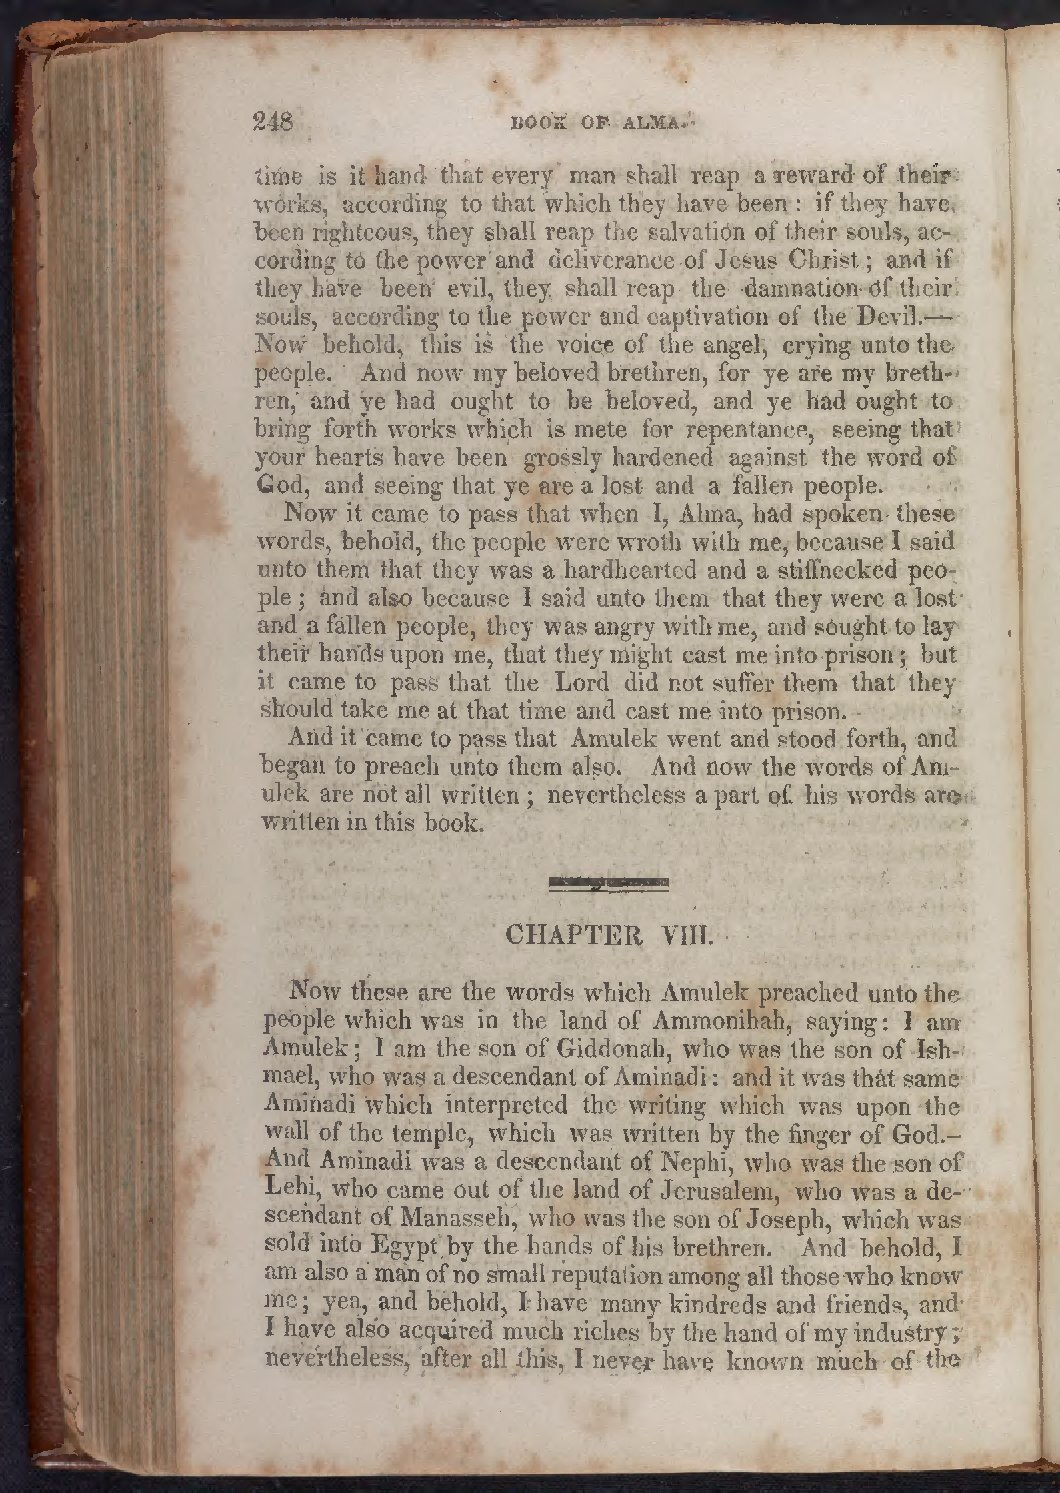 248 BOOK OF ALMA.
time is it hand that every man shall reap a reward of their
works, according to that which they have been : if they have
been righteous, they shall reap the salvation of their souls, ac-
cording to the power and deliverance of Jesus Christ ; and if
they have been evil, they shall reap the damnation of their
souls, according to the power and captivation of the Devil.—
Now behold, this is the voice of the angel, crying unto the
people. And now my beloved brethren, for ye are my breth-
ren, and ye had ought to be beloved, and ye had ought to
bring forth works which is mete for repentance, seeing that
your hearts have been grossly hardened against the word of
God, and seeing that ye are a lost and a fallen people.
Now it came to pass that when I, Alma, had spoken these
words, behold, the people were wroth with me, because I said
unto them that they was a hardhearted and a stiffnecked peo-
ple ; and also because I said unto them that they were a lost
and a fallen people, they was angry with me, and sought to lay
their hands upon me, that they might cast me into prison ; but
it came to pass that the Lord did not suffer them that they
should take me at that time and cast me into prison.
And it came to pass that Amulek went and stood forth, and
began to preach unto them also. And now the words of Am-
ulek are not all written ; nevertheless a part of his words are
written in this book.
CHAPTER VIII.
Now these are the words which Amulek preached unto the
people which was in the land of Ammonihah, saying: I am
Amulek ; I am the son of Giddonah, who was the son of Ish-
mael, who was a descendant of Aminadi : and it was that same
Aminadi which interpreted the writing which was upon the
wall of the temple, which was written by the finger of God.–
And Aminadi was a descendant of Nephi, who was the son of
Lehi, who came out of the land of Jerusalem, who was a de-
scendant of Manasseh, who was the son of Joseph, which was
sold into Egypt by the hands of his brethren. And behold, I
am also a man of no small reputation among all those who know
me ; yea, and behold, I have many kindreds and friends, and
I have also acquired much riches by the hand of my industry ;
nevertheless, after all this, I never have known much of the